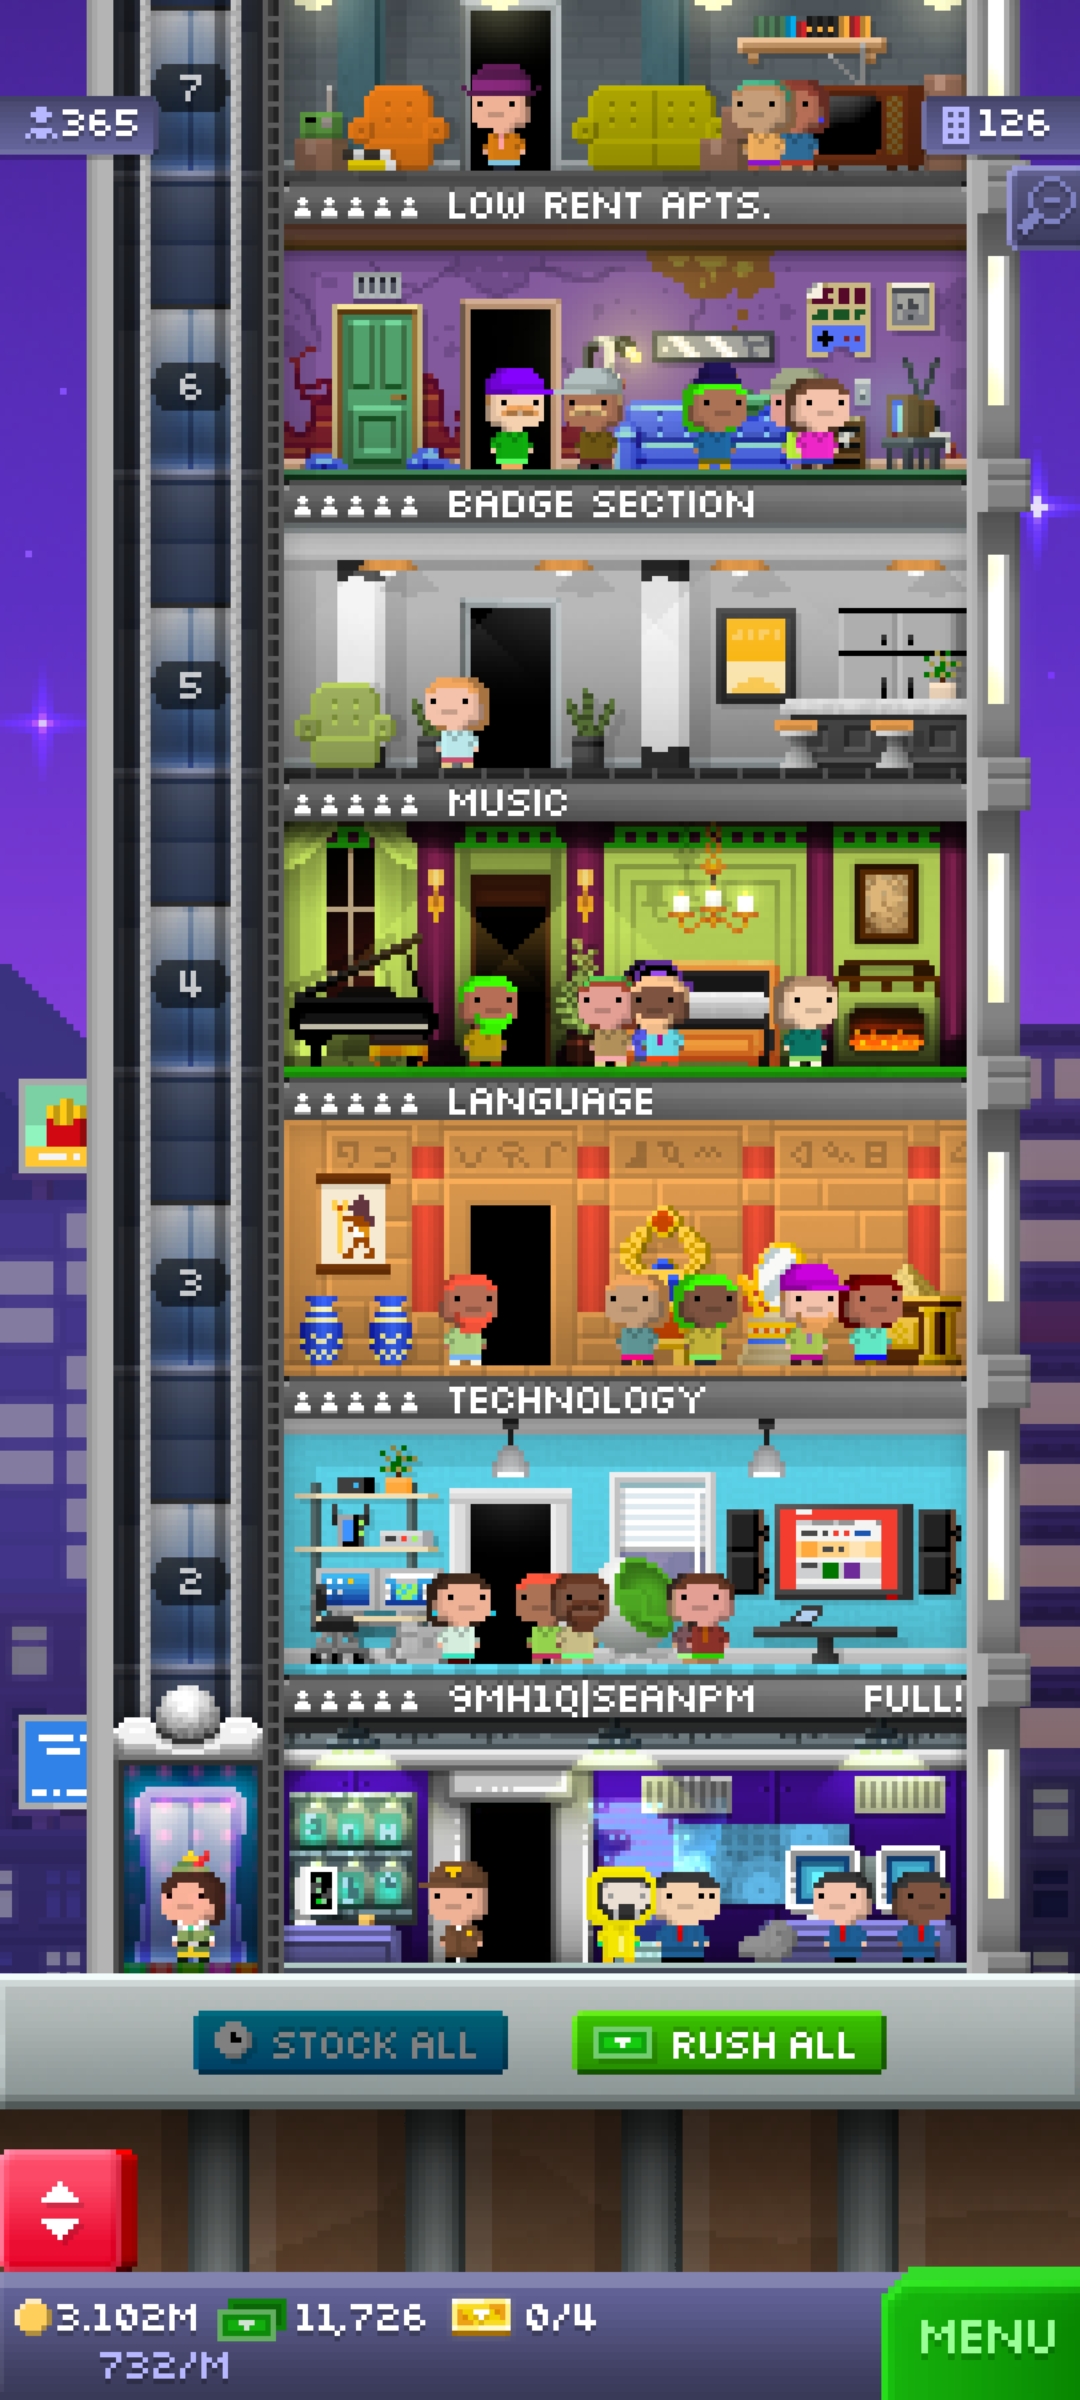 7
365
126
LOW RENT APTS.
6
BADGE SECTION
5
MUSIC
4
LANGUAGE
3
TECHNOLOGY
2
9MH1Q|SEANPM FULL!
STOCK ALL
RUSH ALL
3.102M 11,726 0/4
732/M
MENU